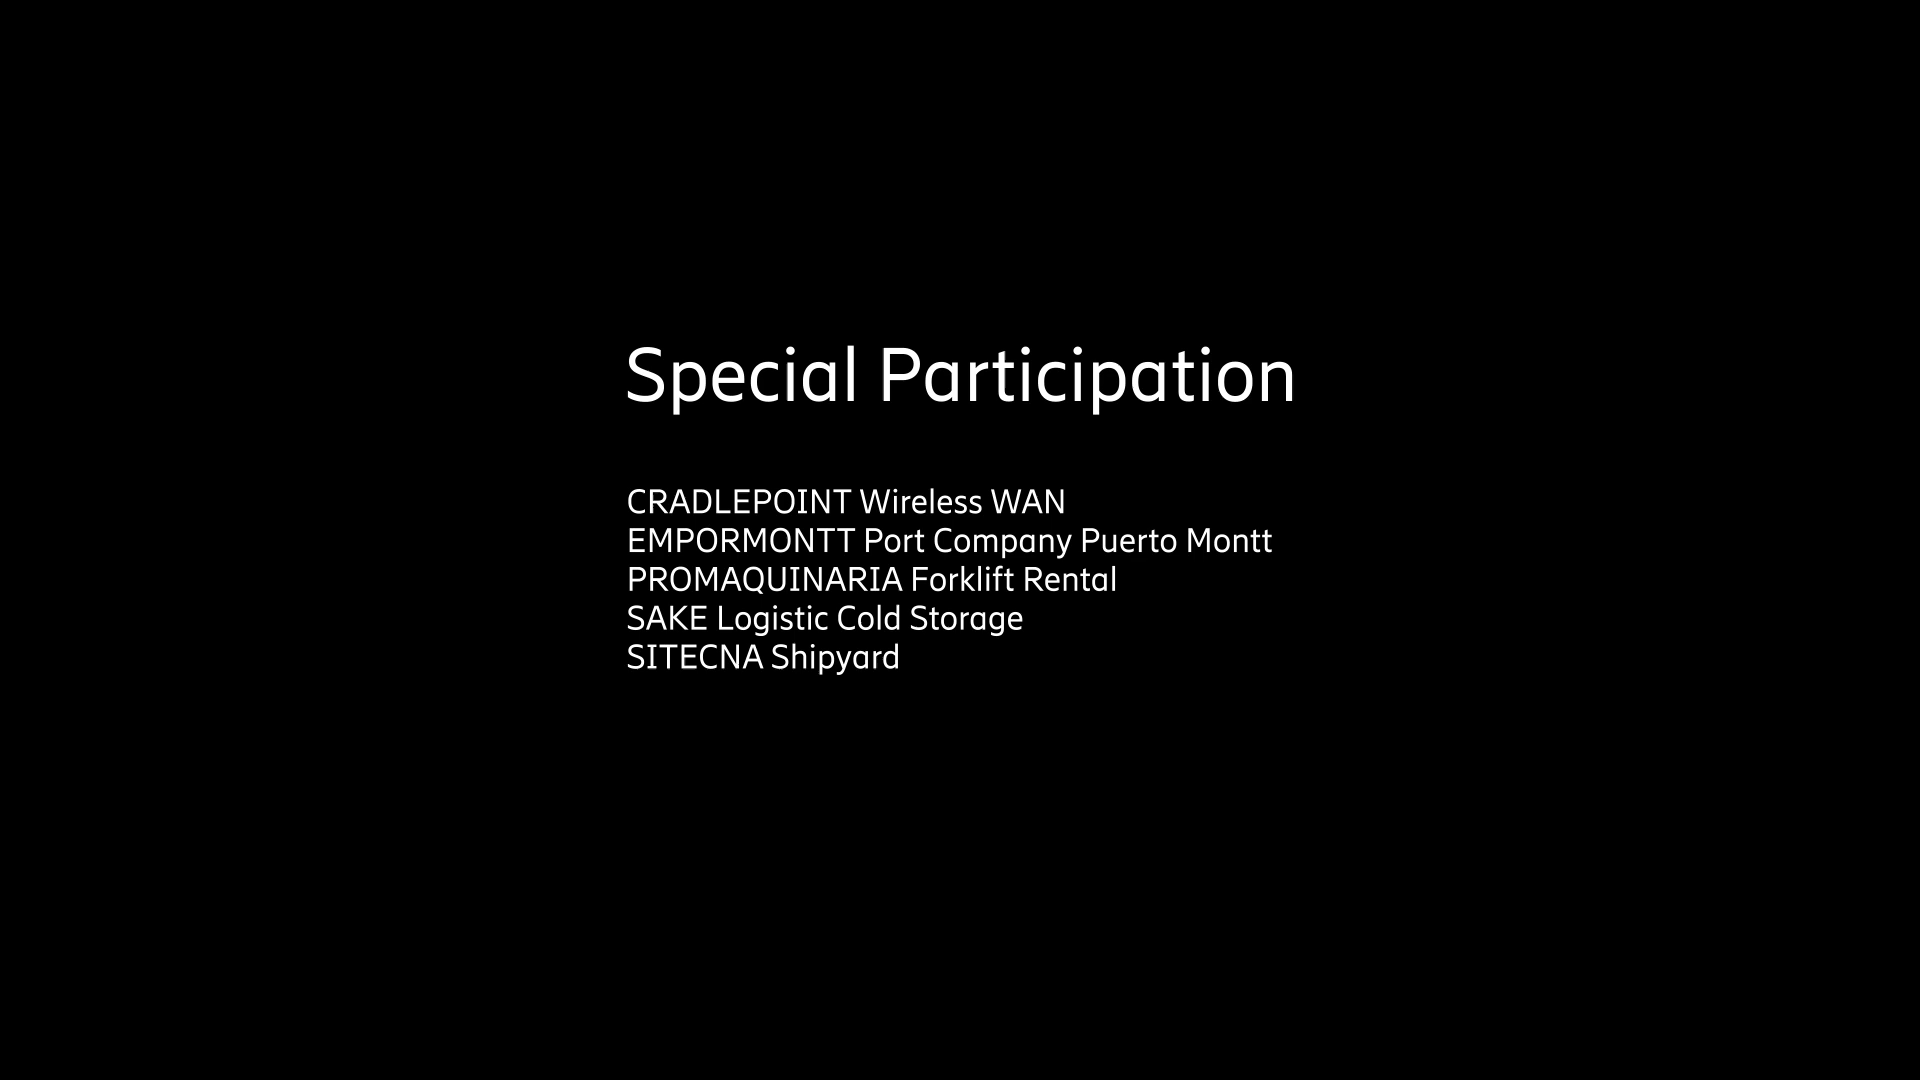 Special Participation
CRADLEPOINT Wireless WAN
EMPORMONTT Port Company Puerto Montt
PROMAQUINARIA Forklift Rental
SAKE Logistic Cold Storage
SITECNA Shipyard